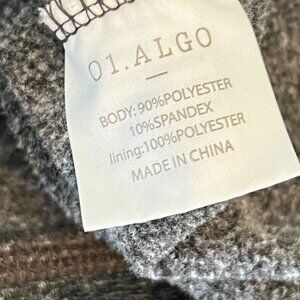 01.ALGO
BODY:90%POLYESTER
10%SPANDEX
lining:100%POLYESTER
MADE IN CHINA